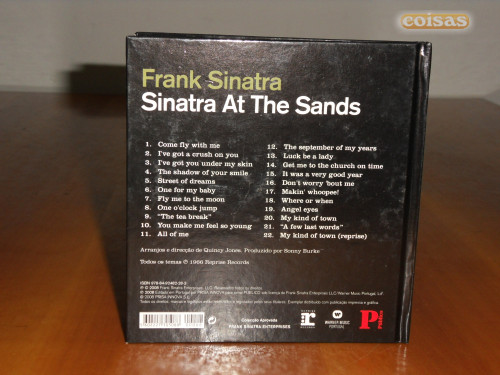 coisas
Frank Sinatra
Sinatra At The Sands
1. Come fly with me
2. I've got a crush on you
3. I've got you under my skin
4. The shadow of your smile
5. Street of dreams
6. One for my baby
7. Fly me to the moon
8. One o'clock jump
9. "The tea break"
10. You make me feel so young
11. All of me
12. The september of my years
13. Luck be a lady
14. Get me to the church on time
15. It was a very good year
16. Don't worry 'bout me
17. Makin' whoopee!
18. Where or when
19. Angel eyes
20. My kind of town
21. "A few last words"
22. My kind of town (reprise)
Arranjos e direcção de Quincy Jones. Produzido por Sonny Burke
Todos os temas ℗ 1966 Reprise Records
Colecção Aprovada
FRANK SINATRA ENTERPRISES
reprise
WARNER MUSIC
PORTUGAL
P